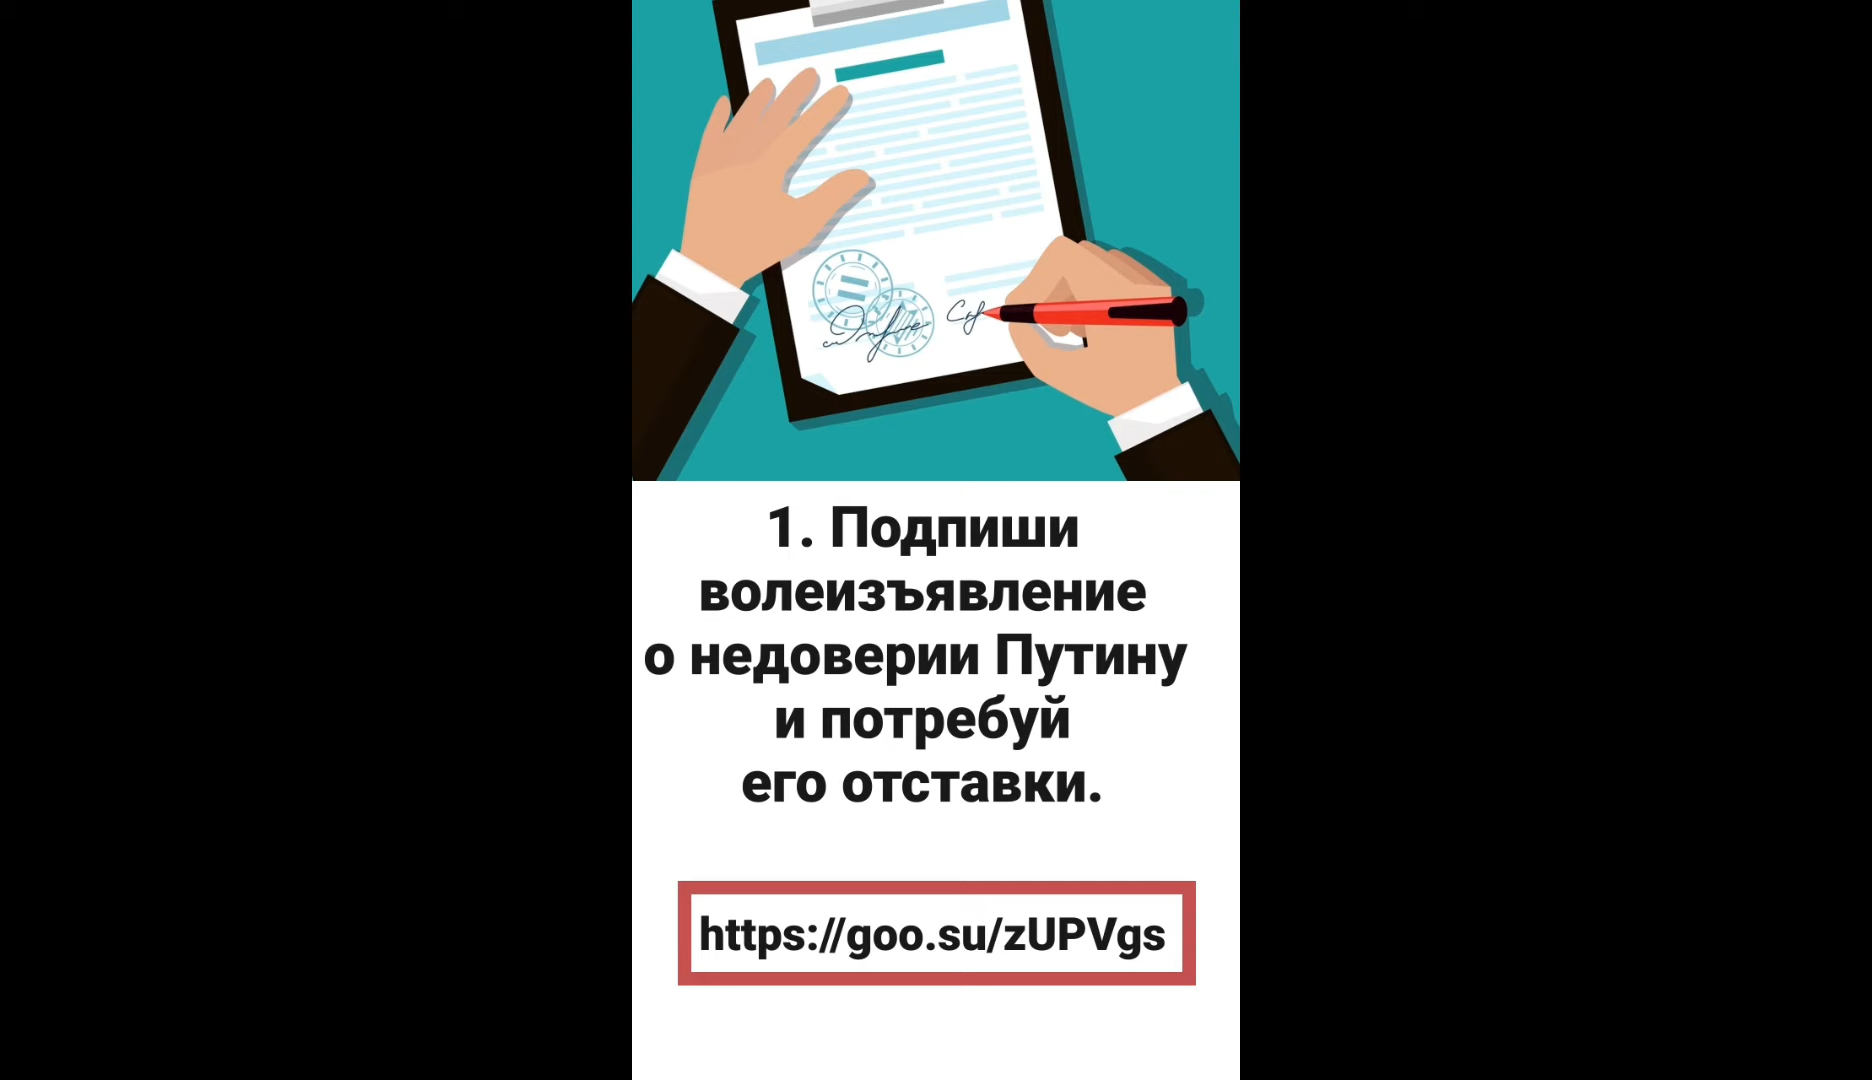 1. Подпиши
волеизъявление
о недоверии Путину
и потребуй
его отставки.
https://goo.su/zUPVgs